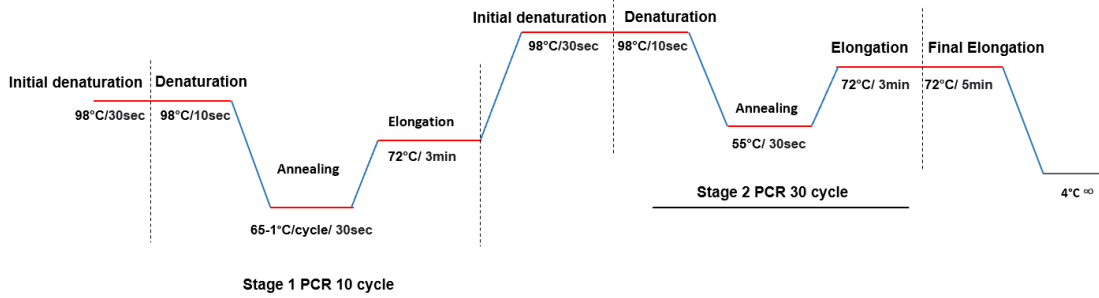 Initial denaturation
Denaturation
98°C/30sec
98°C/10sec
Annealing
65-1°C/cycle/ 30sec
Elongation
72°C/ 3min
Stage 1 PCR 10 cycle
Initial denaturation
Denaturation
98°C/30sec
98°C/10sec
Annealing
55°C/ 30sec
Elongation
72°C/ 3min
Final Elongation
72°C/ 5min
Stage 2 PCR 30 cycle
4°C ∞